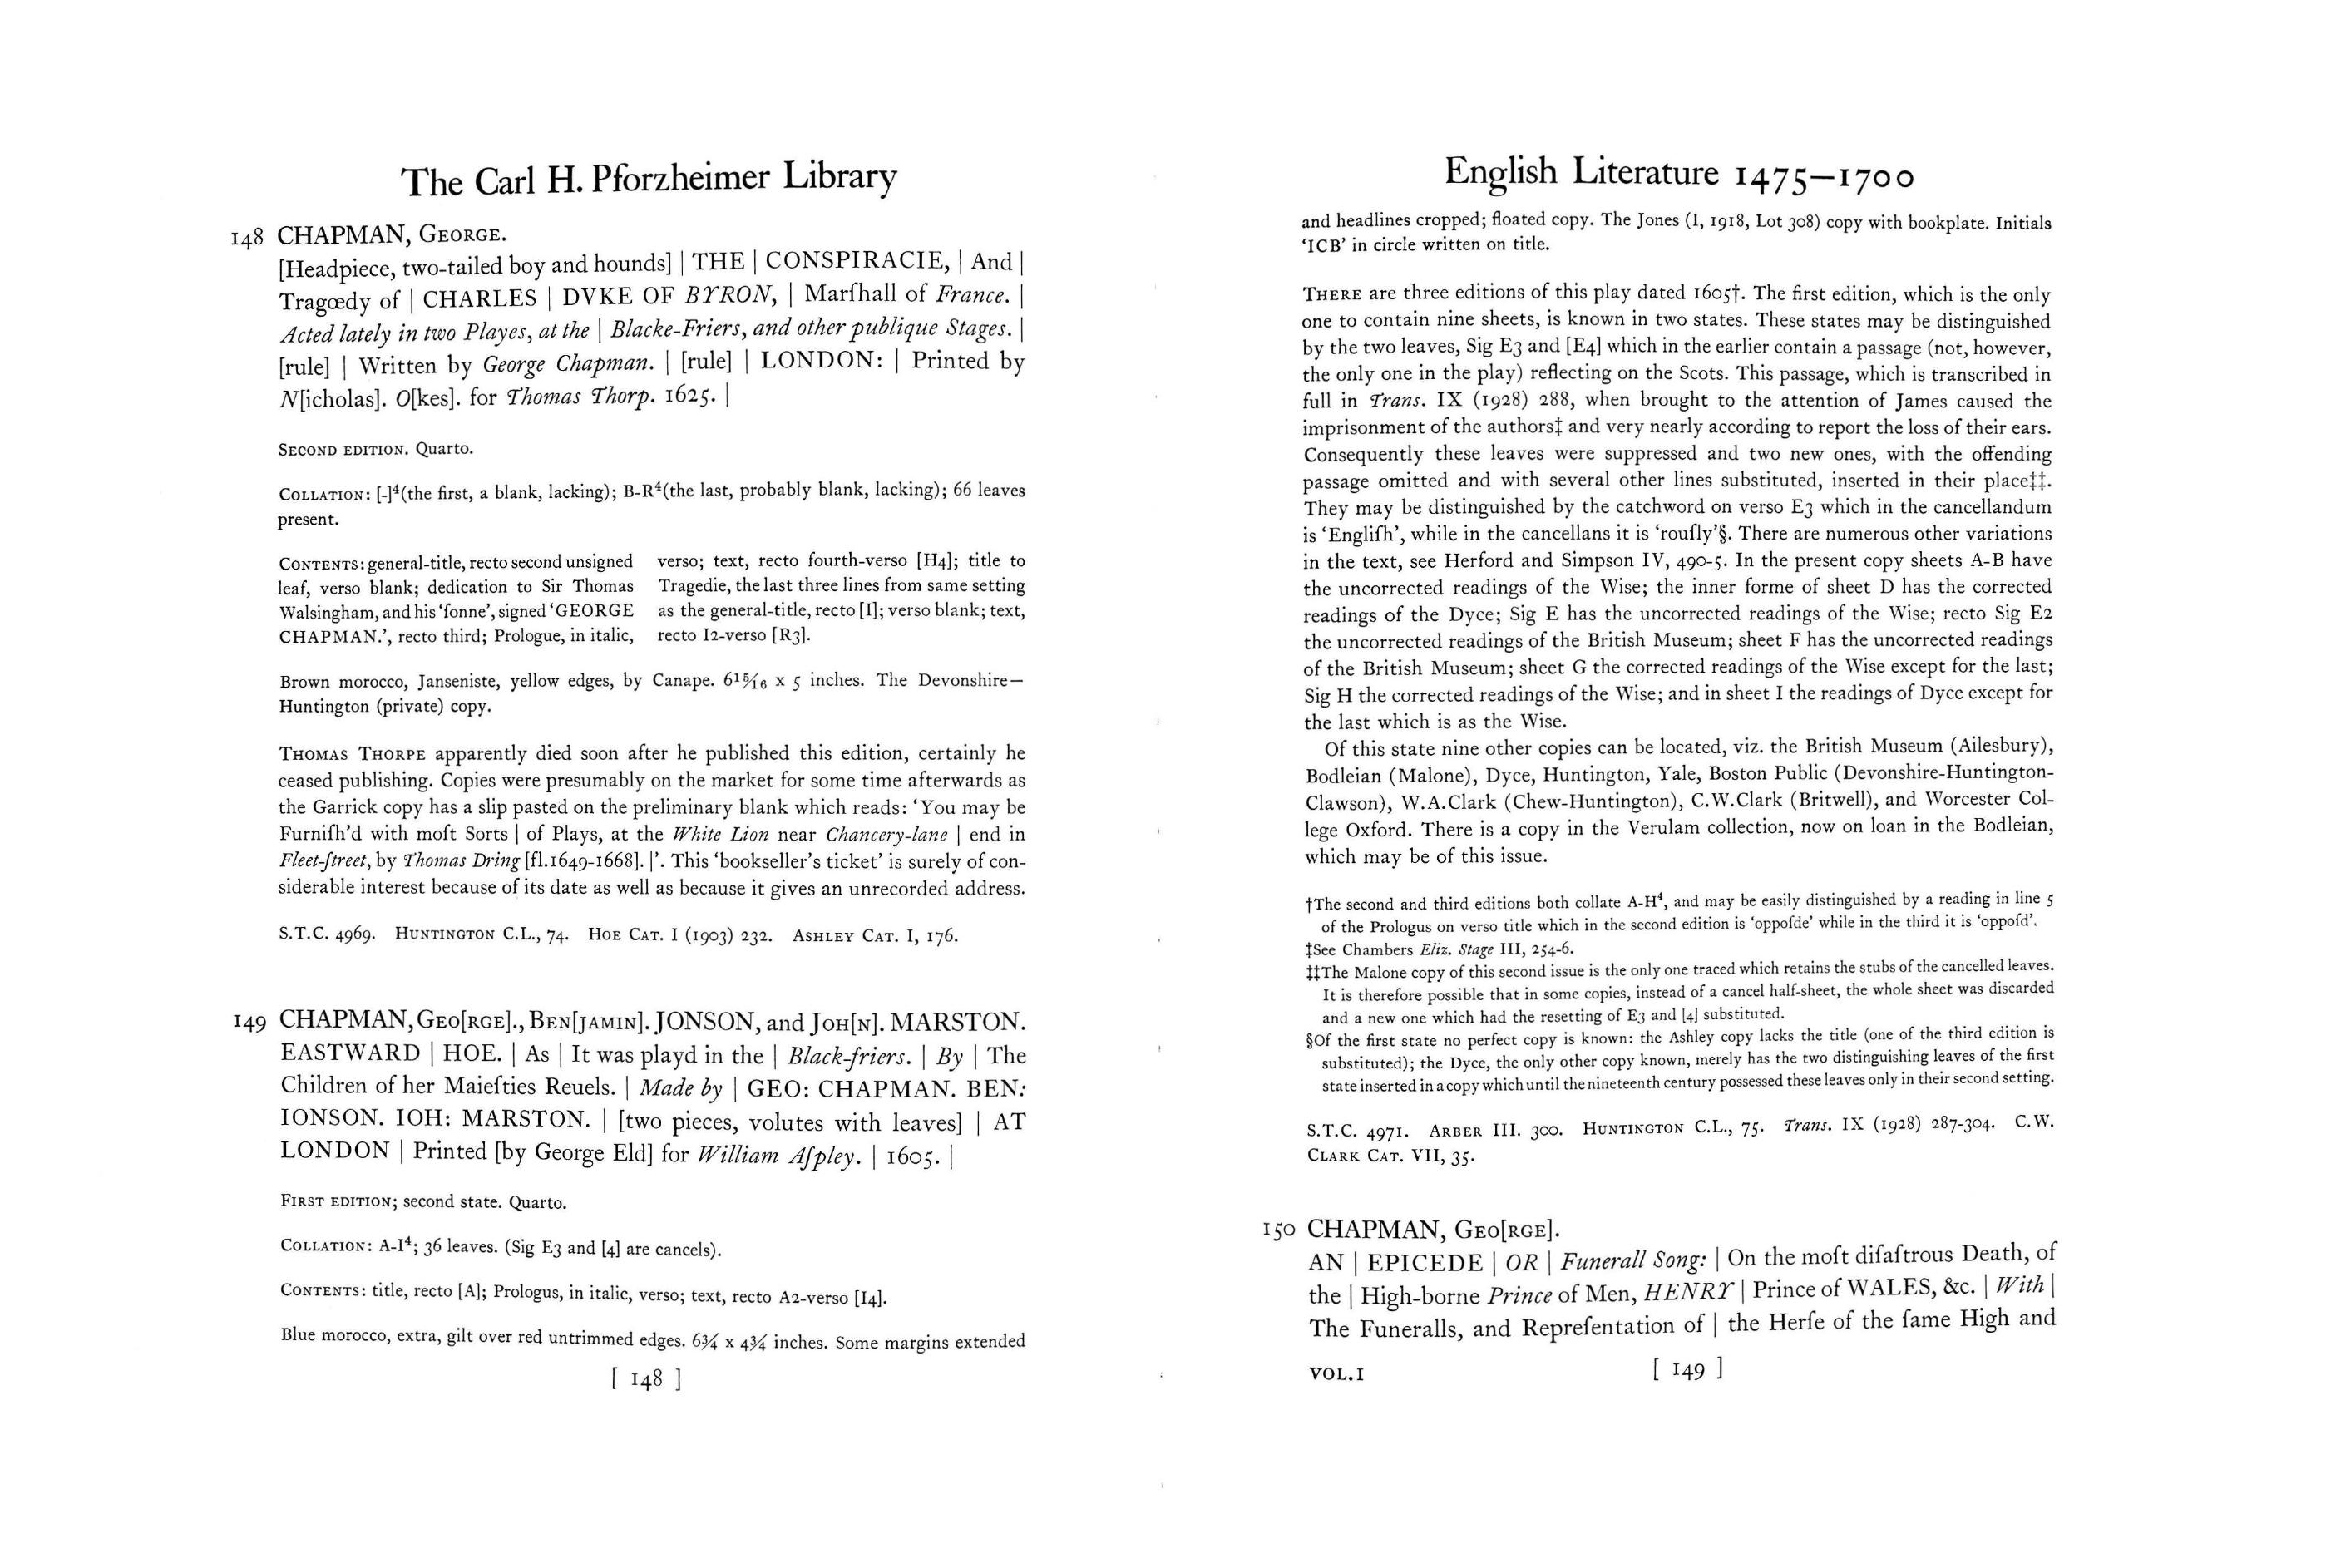 The Carl H. Pforzheimer Library
148 CHAPMAN, GEORGE.
[Headpiece, two-tailed boy and hounds] | THE | CONSPIRACIE, | And |
Tragœdy of | CHARLES | DVKE OF BYRON, | Marſhall of France. |
Acted lately in two Playes, at the | Blacke-Friers, and other publique Stages. |
[rule] | Written by George Chapman. | [rule] | LONDON: | Printed by
N[icholas]. O[kes]. for Thomas Thorp. 1625. |
SECOND EDITION. Quarto.
COLLATION: [-]⁴(the first, a blank, lacking); B-R⁴(the last, probably blank, lacking); 66 leaves
present.
CONTENTS: general-title, recto second unsigned
leaf, verso blank; dedication to Sir Thomas
Walsingham, and his ‘ſonne’, signed ‘GEORGE
CHAPMAN.’, recto third; Prologue, in italic,
verso; text, recto fourth-verso [H4]; title to
Tragedie, the last three lines from same setting
as the general-title, recto [I]; verso blank; text,
recto I2-verso [R3].
Brown morocco, Janseniste, yellow edges, by Canape. 6 15/16 x 5 inches. The Devonshire—
Huntington (private) copy.
THOMAS THORPE apparently died soon after he published this edition, certainly he
ceased publishing. Copies were presumably on the market for some time afterwards as
the Garrick copy has a slip pasted on the preliminary blank which reads: ‘You may be
Furniſh’d with moſt Sorts | of Plays, at the White Lion near Chancery-lane | end in
Fleet-ſtreet, by Thomas Dring [fl.1649-1668]. |’. This ‘bookseller’s ticket’ is surely of con-
siderable interest because of its date as well as because it gives an unrecorded address.
S.T.C. 4969. HUNTINGTON C.L., 74. HOE CAT. I (1903) 232. ASHLEY CAT. I, 176.
149 CHAPMAN, GEO[RGE]., BEN[JAMIN]. JONSON, and JOH[N]. MARSTON.
EASTWARD | HOE. | As | It was playd in the | Black-friers. | By | The
Children of her Maieſties Reuels. | Made by | GEO: CHAPMAN. BEN:
IONSON. IOH: MARSTON. | [two pieces, volutes with leaves] | AT
LONDON | Printed [by George Eld] for William Aſpley. | 1605. |
FIRST EDITION; second state. Quarto.
COLLATION: A-I⁴; 36 leaves. (Sig E3 and [4] are cancels).
CONTENTS: title, recto [A]; Prologus, in italic, verso; text, recto A2-verso [I4].
Blue morocco, extra, gilt over red untrimmed edges. 6¾ x 4¾ inches. Some margins extended
[ 148 ]
English Literature 1475—1700
and headlines cropped; floated copy. The Jones (I, 1918, Lot 308) copy with bookplate. Initials
‘ICB’ in circle written on title.
THERE are three editions of this play dated 1605†. The first edition, which is the only
one to contain nine sheets, is known in two states. These states may be distinguished
by the two leaves, Sig E3 and [E4] which in the earlier contain a passage (not, however,
the only one in the play) reflecting on the Scots. This passage, which is transcribed in
full in Trans. IX (1928) 288, when brought to the attention of James caused the
imprisonment of the authors‡ and very nearly according to report the loss of their ears.
Consequently these leaves were suppressed and two new ones, with the offending
passage omitted and with several other lines substituted, inserted in their place‡‡.
They may be distinguished by the catchword on verso E3 which in the cancellandum
is ‘Engliſh’, while in the cancellans it is ‘rouſly’§. There are numerous other variations
in the text, see Herford and Simpson IV, 490-5. In the present copy sheets A-B have
the uncorrected readings of the Wise; the inner forme of sheet D has the corrected
readings of the Dyce; Sig E has the uncorrected readings of the Wise; recto Sig E2
the uncorrected readings of the British Museum; sheet F has the uncorrected readings
of the British Museum; sheet G the corrected readings of the Wise except for the last;
Sig H the corrected readings of the Wise; and in sheet I the readings of Dyce except for
the last which is as the Wise.
Of this state nine other copies can be located, viz. the British Museum (Ailesbury),
Bodleian (Malone), Dyce, Huntington, Yale, Boston Public (Devonshire-Huntington-
Clawson), W.A.Clark (Chew-Huntington), C.W.Clark (Britwell), and Worcester Col-
lege Oxford. There is a copy in the Verulam collection, now on loan in the Bodleian,
which may be of this issue.
†The second and third editions both collate A-H⁴, and may be easily distinguished by a reading in line 5
of the Prologus on verso title which in the second edition is ‘oppoſde’ while in the third it is ‘oppoſd’.
‡See Chambers Eliz. Stage III, 254-6.
‡‡The Malone copy of this second issue is the only one traced which retains the stubs of the cancelled leaves.
It is therefore possible that in some copies, instead of a cancel half-sheet, the whole sheet was discarded
and a new one which had the resetting of E3 and [4] substituted.
§Of the first state no perfect copy is known: the Ashley copy lacks the title (one of the third edition is
substituted); the Dyce, the only other copy known, merely has the two distinguishing leaves of the first
state inserted in a copy which until the nineteenth century possessed these leaves only in their second setting.
S.T.C. 4971. ARBER III. 300. HUNTINGTON C.L., 75. Trans. IX (1928) 287-304. C.W.
CLARK CAT. VII, 35.
150 CHAPMAN, GEO[RGE].
AN | EPICEDE | OR | Funerall Song: | On the moſt diſaſtrous Death, of
the | High-borne Prince of Men, HENRY | Prince of WALES, &c. | With |
The Funeralls, and Repreſentation of | the Herſe of the ſame High and
VOL.I
[ 149 ]